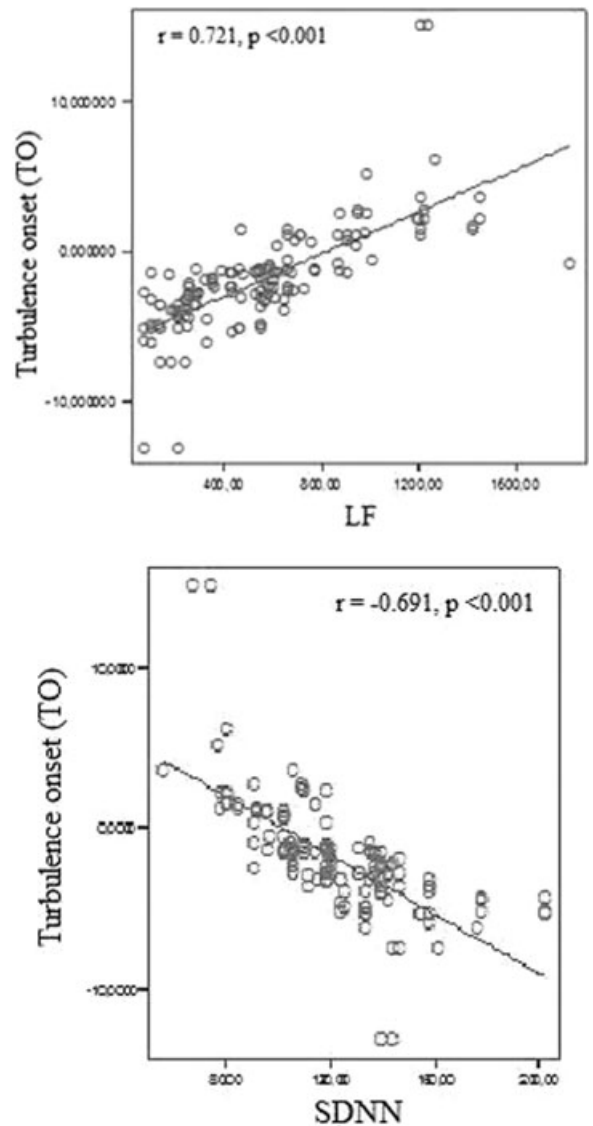 r = 0.721, p <0.001
Turbulence onset (TO)
10,000000
0,000000
-10,000000
400,00 800,00 1200,00 1600,00
LF
r = -0.691, p <0.001
Turbulence onset (TO)
SDNN